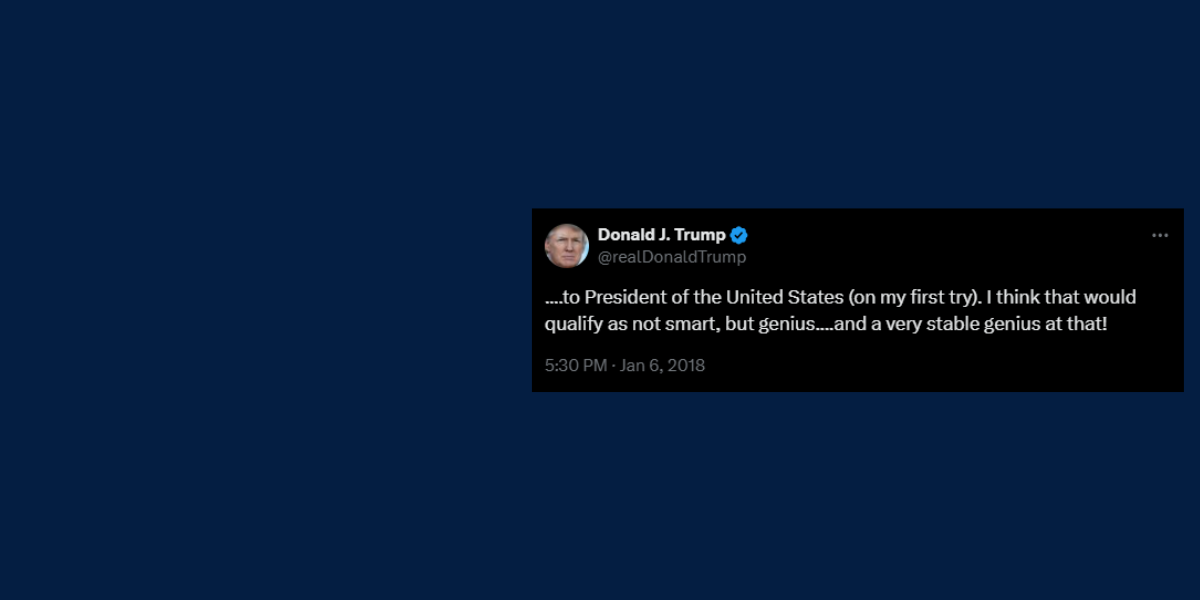 Donald J. Trump
@realDonaldTrump
....to President of the United States (on my first try). I think that would
qualify as not smart, but genius....and a very stable genius at that!
5:30 PM · Jan 6, 2018